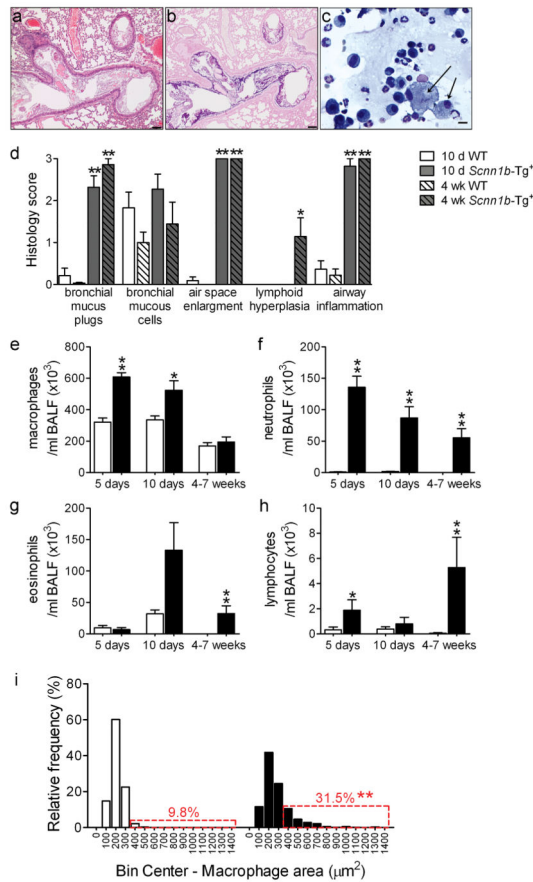 a
b
c
d
Histology score
3
2
1
0
** ** ** ** * ** **
bronchial mucus plugs
bronchial mucous cells
air space enlargment
lymphoid hyperplasia
airway inflammation
10 d WT
10 d Scnn1b-Tg+
4 wk WT
4 wk Scnn1b-Tg+
e
macrophages /ml BALF (x10³)
800
600
400
200
0
** *
5 days 10 days 4-7 weeks
f
neutrophils /ml BALF (x10³)
200
150
100
50
0
** ** **
5 days 10 days 4-7 weeks
g
eosinophils /ml BALF (x10³)
200
150
100
50
0
**
5 days 10 days 4-7 weeks
h
lymphocytes /ml BALF (x10³)
8
6
4
2
0
* **
5 days 10 days 4-7 weeks
i
Relative frequency (%)
80
60
40
20
0
9.8%
31.5% **
0 100 200 300 400 500 600 700 800 900 1000 1100 1200 1300 1400
0 100 200 300 400 500 600 700 800 900 1000 1100 1200 1300 1400
Bin Center - Macrophage area (μm²)